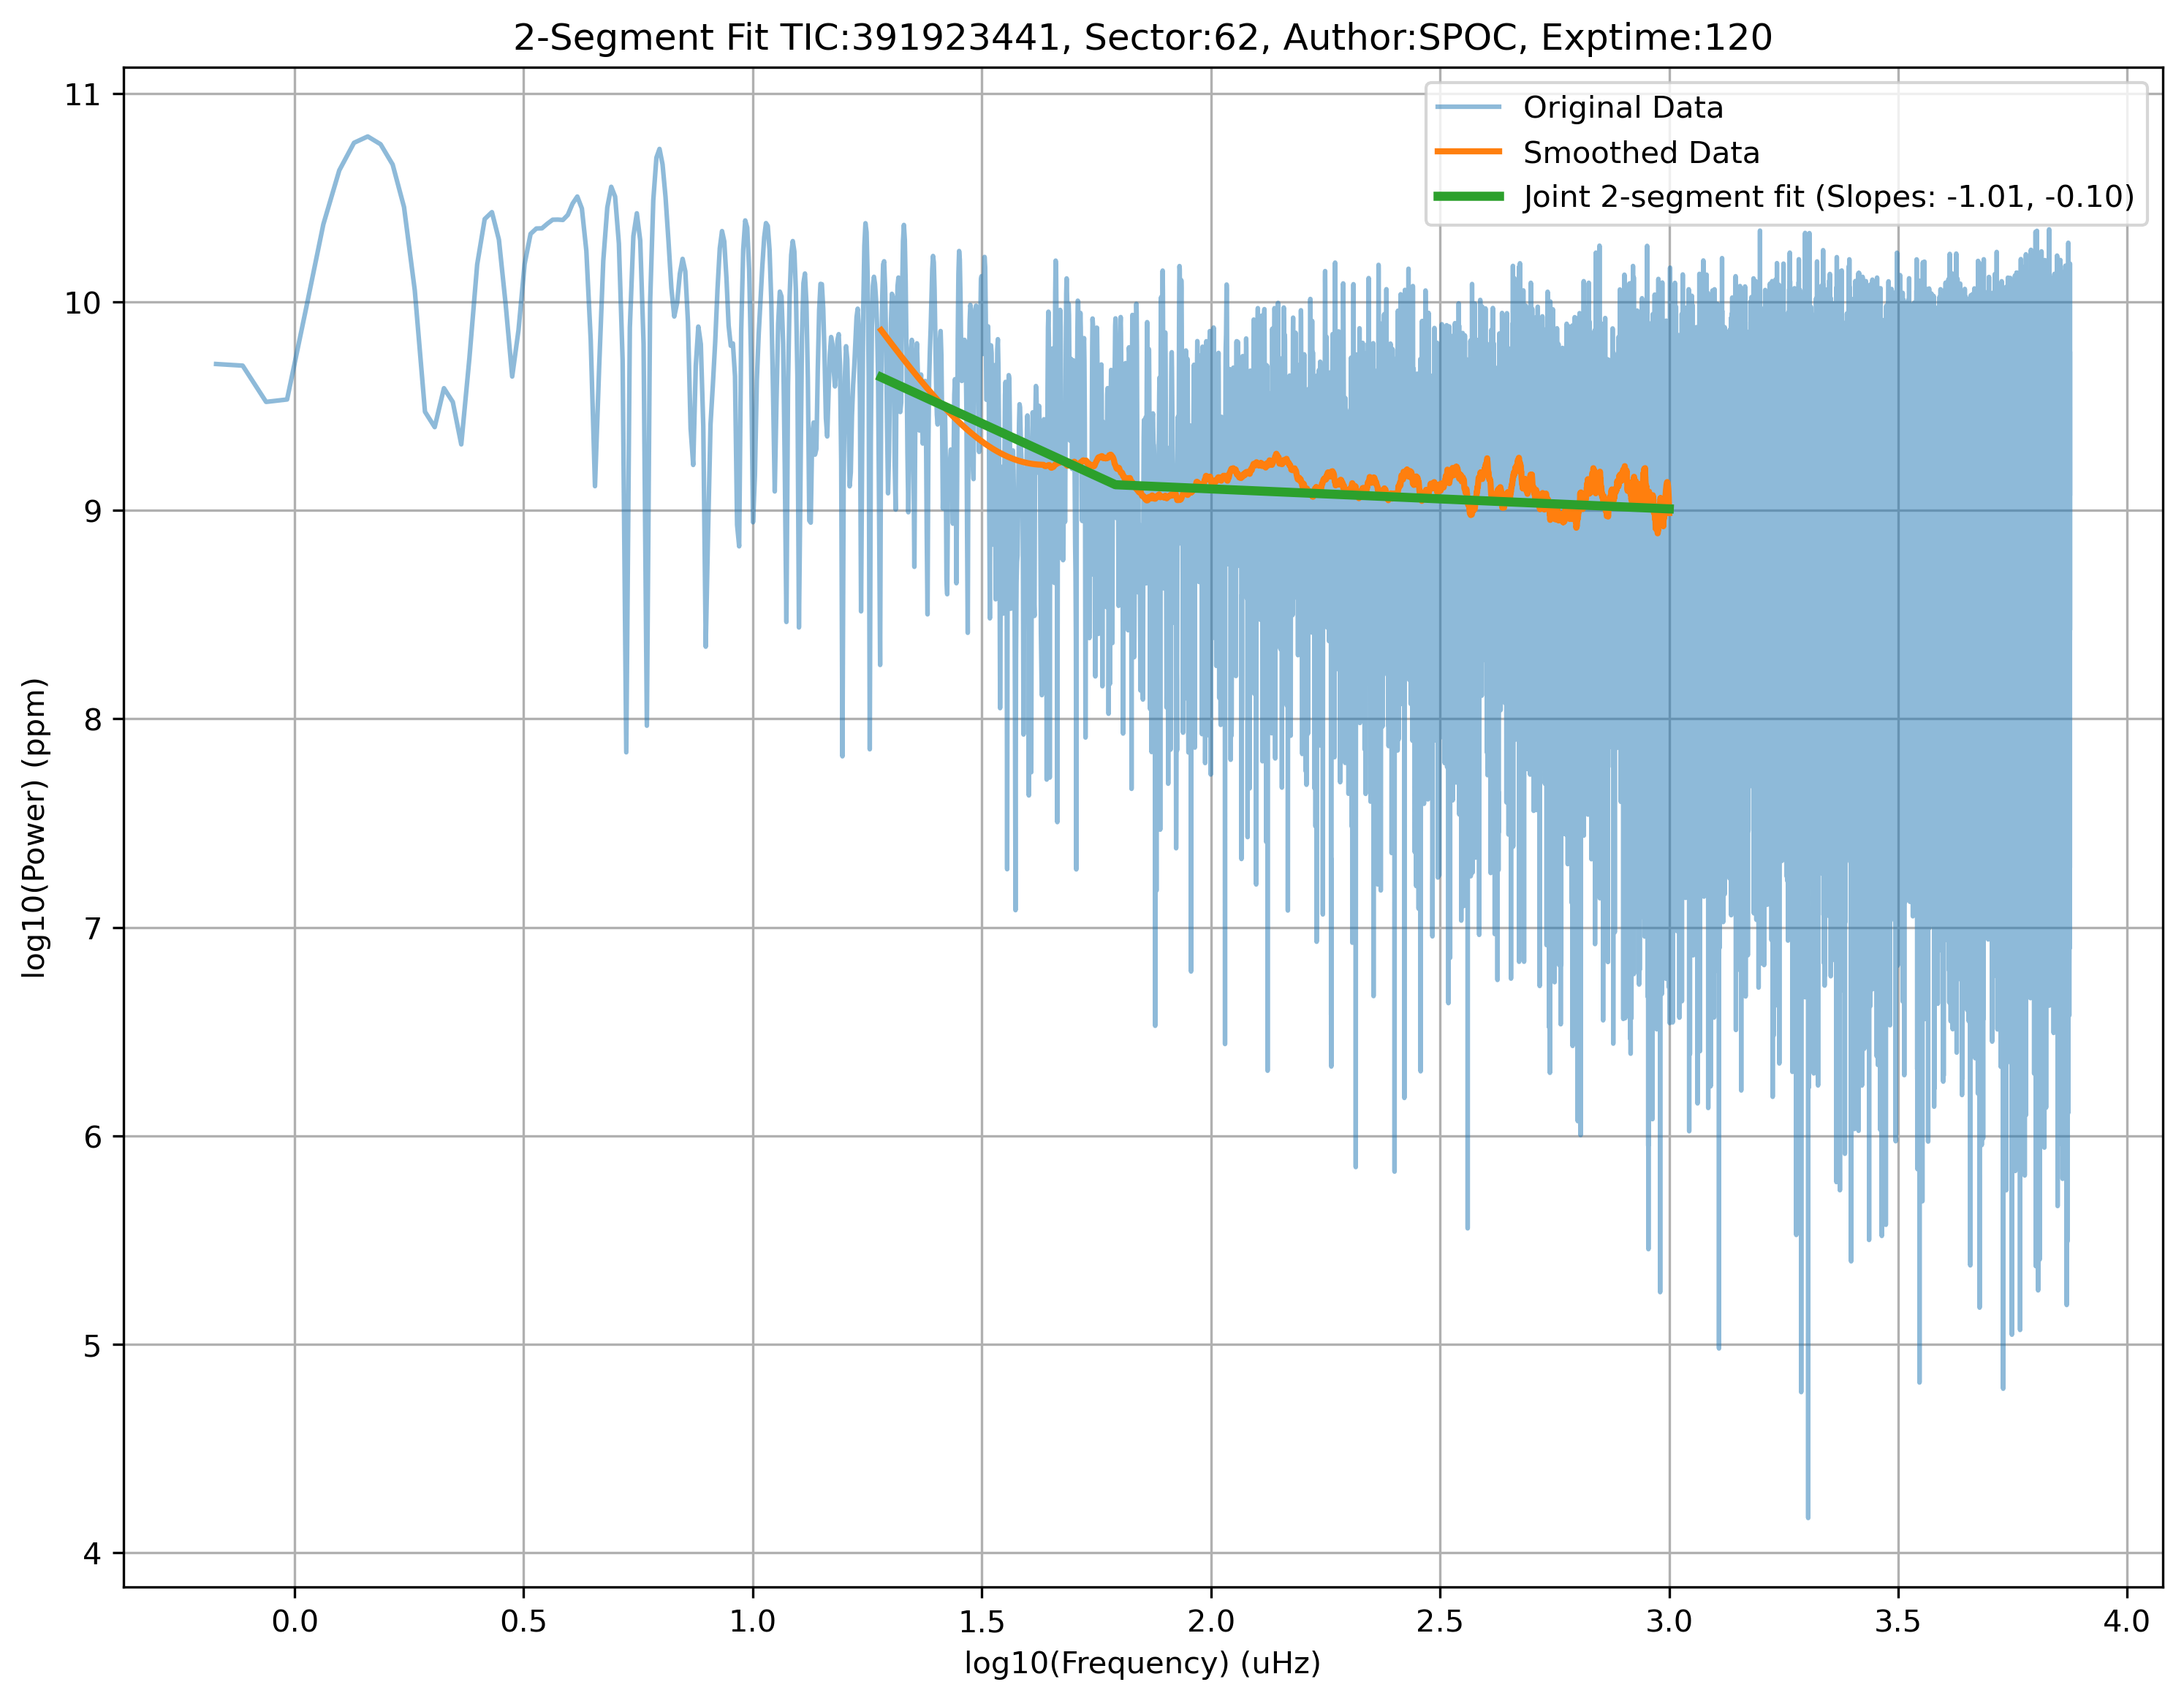 2-Segment Fit TIC:391923441, Sector:62, Author:SPOC, Exptime:120
Original Data
Smoothed Data
Joint 2-segment fit (Slopes: -1.01, -0.10)
log10(Power) (ppm)
11
10
9
8
7
6
5
4
0.0 0.5 1.0 1.5 2.0 2.5 3.0 3.5 4.0
log10(Frequency) (uHz)